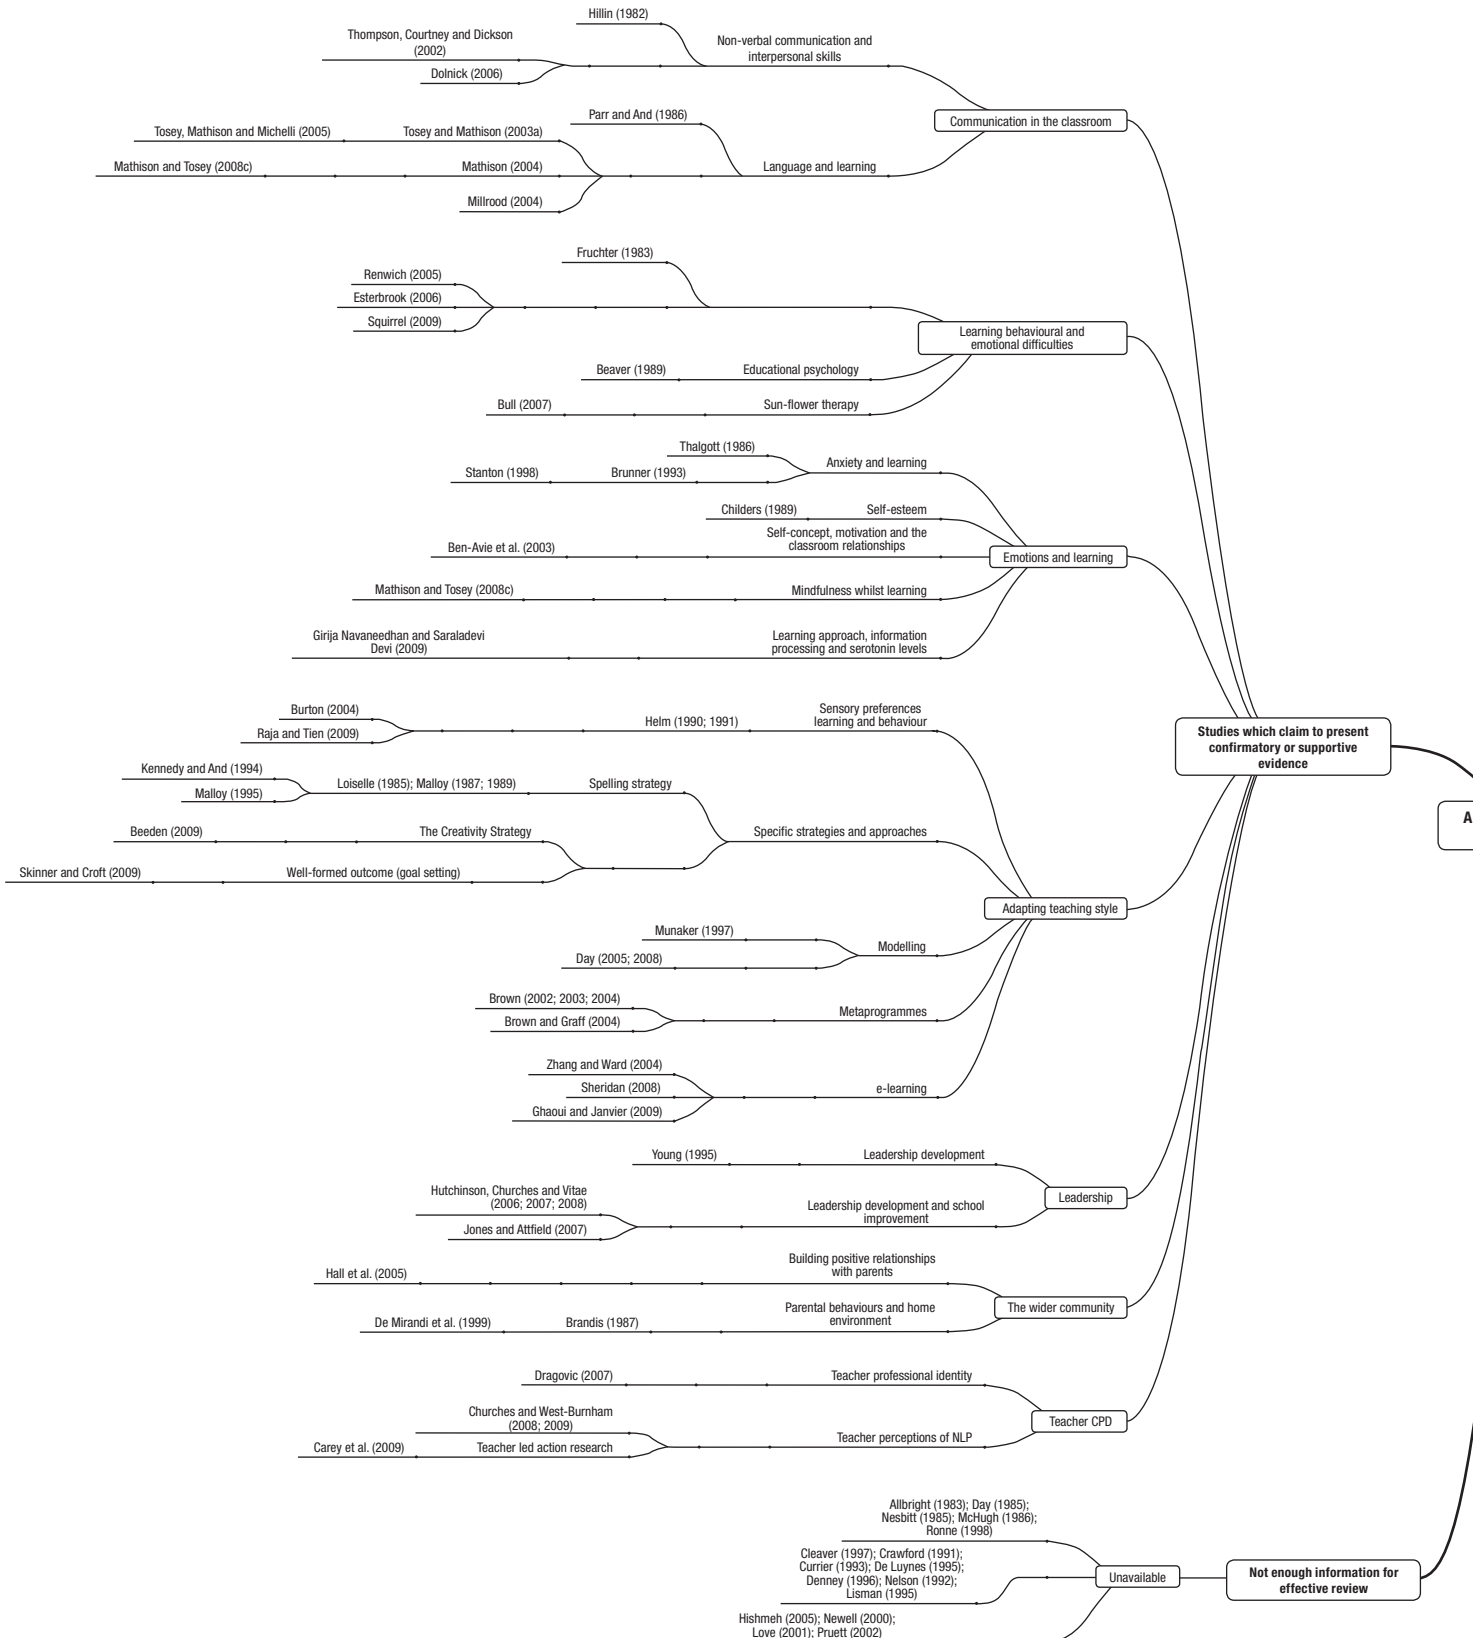 Hillin (1982)
Non-verbal communication and
interpersonal skills
Thompson, Courtney and Dickson
(2002)
Dolnick (2006)
Communication in the classroom
Parr and And (1986)
Tosey, Mathison and Michelli (2005)
Tosey and Mathison (2003a)
Mathison and Tosey (2008c)
Mathison (2004)
Language and learning
Millrood (2004)
Fruchter (1983)
Renwich (2005)
Esterbrook (2006)
Squirrel (2009)
Learning behavioural and
emotional difficulties
Beaver (1989)
Educational psychology
Bull (2007)
Sun-flower therapy
Thalgott (1986)
Anxiety and learning
Stanton (1998)
Brunner (1993)
Childers (1989)
Self-esteem
Self-concept, motivation and the
classroom relationships
Ben-Avie et al. (2003)
Emotions and learning
Mathison and Tosey (2008c)
Mindfulness whilst learning
Girija Navaneedhan and Saraladevi
Devi (2009)
Learning approach, information
processing and serotonin levels
Burton (2004)
Raja and Tien (2009)
Helm (1990; 1991)
Sensory preferences
learning and behaviour
Studies which claim to present
confirmatory or supportive
evidence
Kennedy and And (1994)
Malloy (1995)
Loiselle (1985); Malloy (1987; 1989)
Spelling strategy
A
Beeden (2009)
The Creativity Strategy
Specific strategies and approaches
Skinner and Croft (2009)
Well-formed outcome (goal setting)
Adapting teaching style
Munaker (1997)
Modelling
Day (2005; 2008)
Brown (2002; 2003; 2004)
Metaprogrammes
Brown and Graff (2004)
Zhang and Ward (2004)
Sheridan (2008)
e-learning
Ghaoui and Janvier (2009)
Young (1995)
Leadership development
Leadership
Hutchinson, Churches and Vitae
(2006; 2007; 2008)
Jones and Attfield (2007)
Leadership development and school
improvement
Building positive relationships
with parents
Hall et al. (2005)
The wider community
Parental behaviours and home
environment
De Mirandi et al. (1999)
Brandis (1987)
Dragovic (2007)
Teacher professional identity
Teacher CPD
Churches and West-Burnham
(2008; 2009)
Teacher perceptions of NLP
Carey et al. (2009)
Teacher led action research
Allbright (1983); Day (1985);
Nesbitt (1985); McHugh (1986);
Ronne (1998)
Cleaver (1997); Crawford (1991);
Currier (1993); De Luynes (1995);
Denney (1996); Nelson (1992);
Lisman (1995)
Unavailable
Not enough information for
effective review
Hishmeh (2005); Newell (2000);
Love (2001); Pruett (2002)